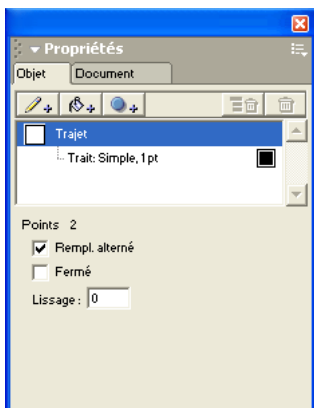 Propriétés
Objet Document
Trajet
Trait: Simple, 1 pt
Points 2
Rempl. alterné
Fermé
Lissage : 0